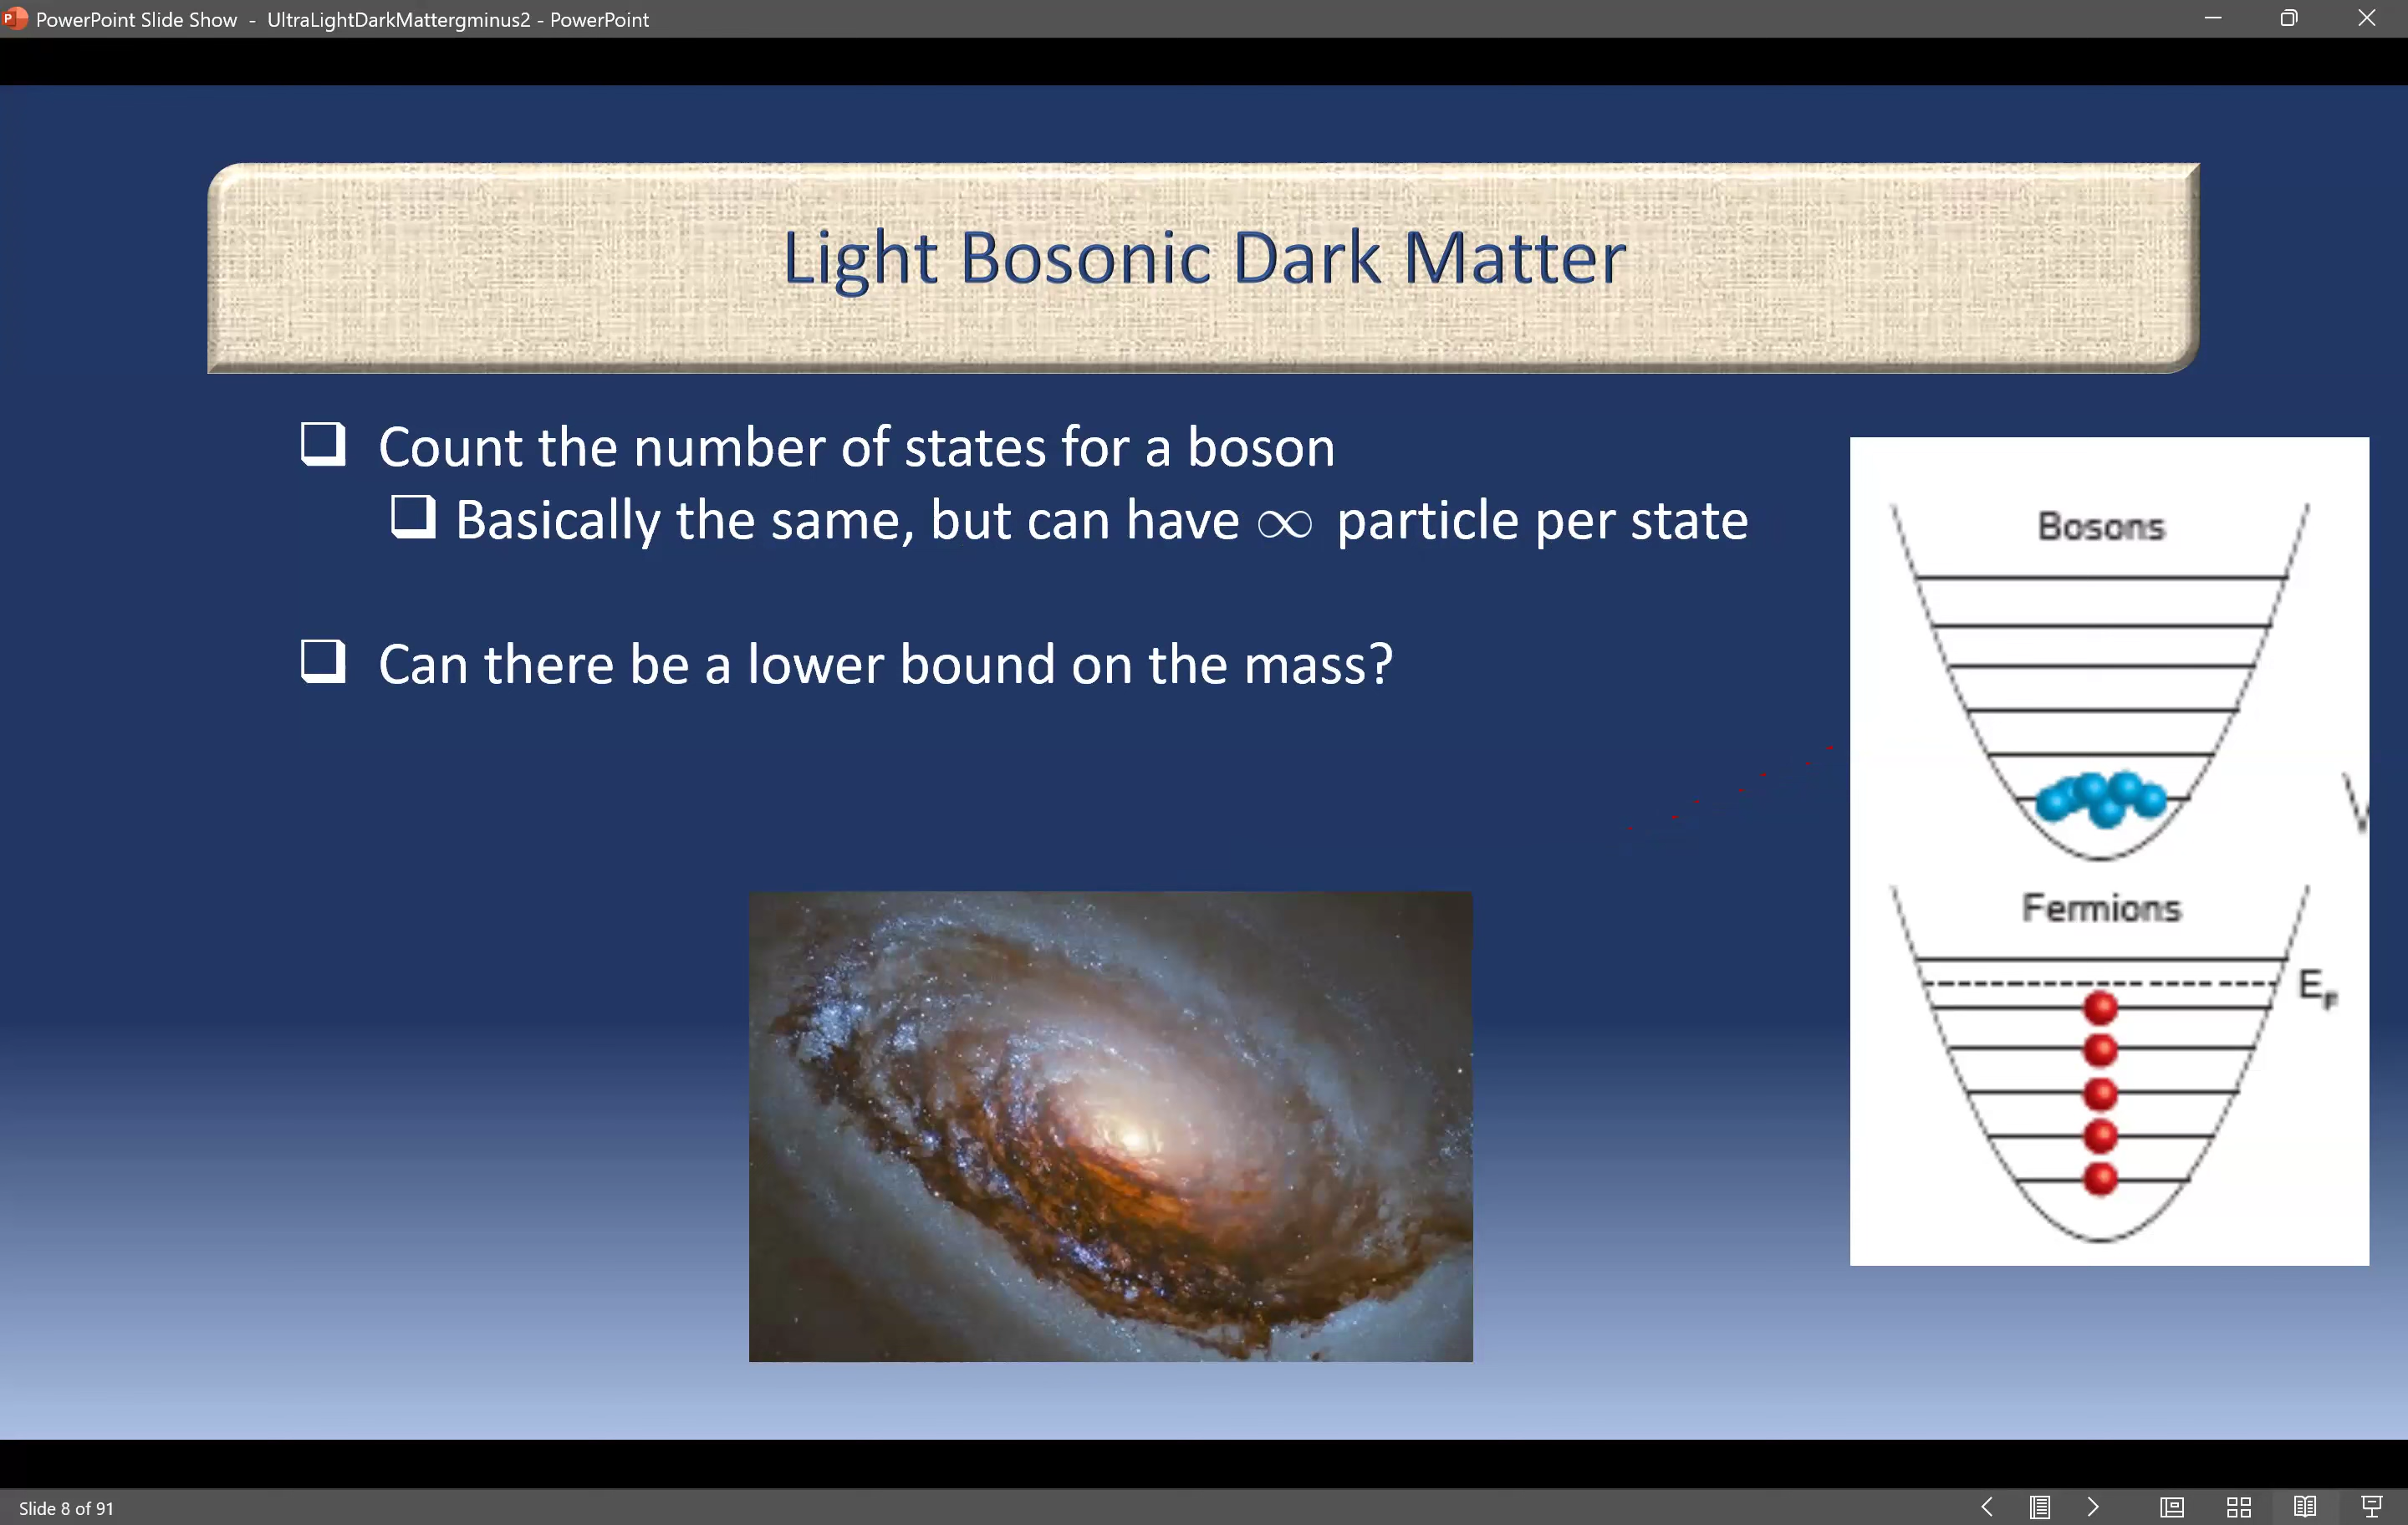 PowerPoint Slide Show - UltraLightDarkMattergminus2 - PowerPoint
Light Bosonic Dark Matter
Count the number of states for a boson
Basically the same, but can have ∞ particle per state
Can there be a lower bound on the mass?
Bosons
Fermions
E_F
Slide 8 of 91